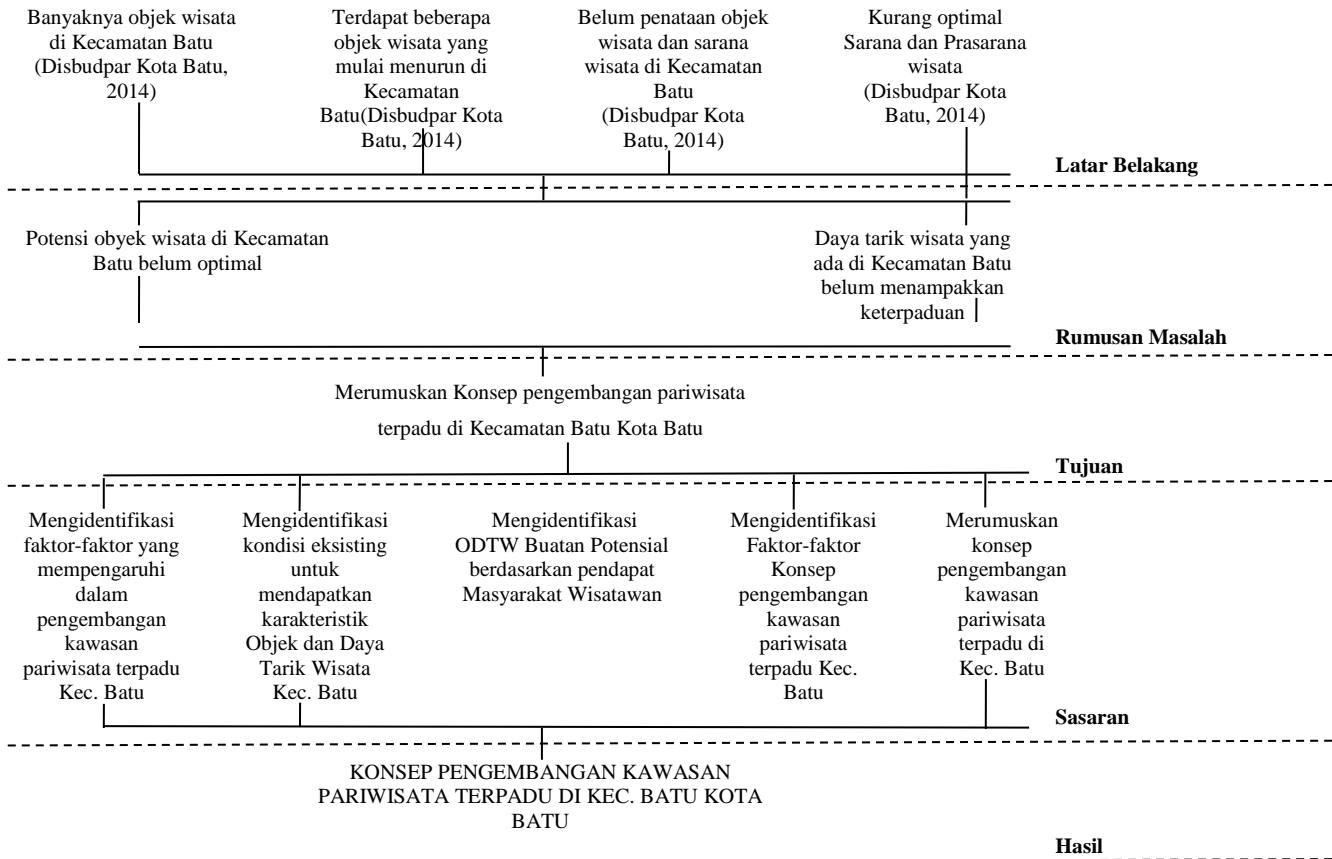 Banyaknya objek wisata
di Kecamatan Batu
(Disbudpar Kota Batu,
2014)
Terdapat beberapa
objek wisata yang
mulai menurun di
Kecamatan
Batu(Disbudpar Kota
Batu, 2014)
Belum penataan objek
wisata dan sarana
wisata di Kecamatan
Batu
(Disbudpar Kota
Batu, 2014)
Kurang optimal
Sarana dan Prasarana
wisata
(Disbudpar Kota
Batu, 2014)
Latar Belakang
Potensi obyek wisata di Kecamatan
Batu belum optimal
Daya tarik wisata yang
ada di Kecamatan Batu
belum menampakkan
keterpaduan
Rumusan Masalah
Merumuskan Konsep pengembangan pariwisata
terpadu di Kecamatan Batu Kota Batu
Tujuan
Mengidentifikasi
faktor-faktor yang
mempengaruhi
dalam
pengembangan
kawasan
pariwisata terpadu
Kec. Batu
Mengidentifikasi
kondisi eksisting
untuk
mendapatkan
karakteristik
Objek dan Daya
Tarik Wisata
Kec. Batu
Mengidentifikasi
ODTW Buatan Potensial
berdasarkan pendapat
Masyarakat Wisatawan
Mengidentifikasi
Faktor-faktor
Konsep
pengembangan
kawasan
pariwisata
terpadu Kec.
Batu
Merumuskan
konsep
pengembangan
kawasan
pariwisata
terpadu di
Kec. Batu
Sasaran
KONSEP PENGEMBANGAN KAWASAN
PARIWISATA TERPADU DI KEC. BATU KOTA
BATU
Hasil